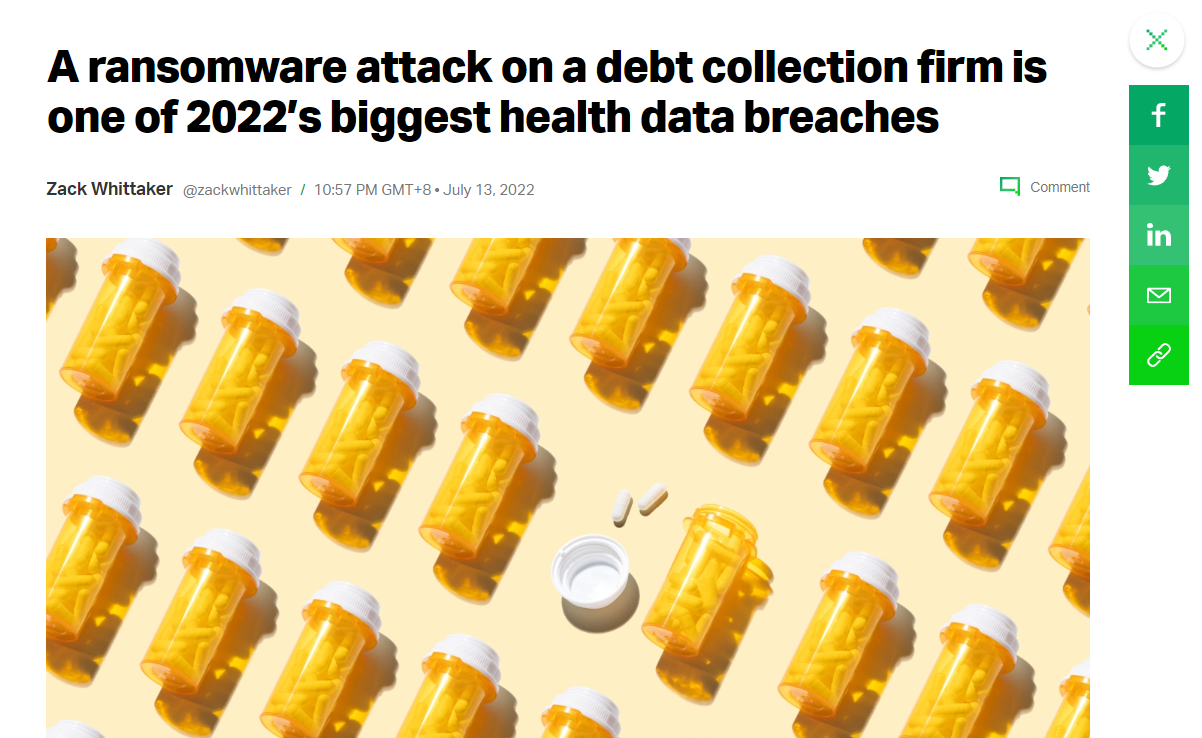 A ransomware attack on a debt collection firm is
one of 2022's biggest health data breaches
Zack Whittaker @zackwhittaker / 10:57 PM GMT+8 • July 13, 2022
Comment